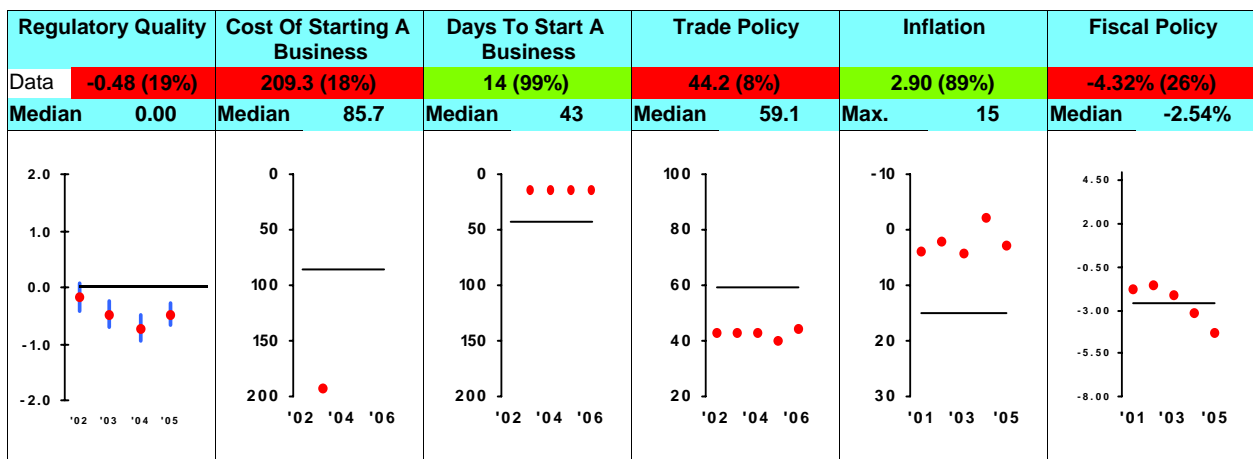 Regulatory Quality
Cost Of Starting A
Business
Days To Start A
Business
Trade Policy
Inflation
Fiscal Policy
Data -0.48 (19%) 209.3 (18%) 14 (99%) 44.2 (8%) 2.90 (89%) -4.32% (26%)
Median 0.00 Median 85.7 Median 43 Median 59.1 Max. 15 Median -2.54%
2.0
1.0
0.0
-1.0
-2.0
'02 '03 '04 '05
0
50
100
150
200
'02 '04 '06
0
50
100
150
200
'02 '04 '06
100
80
60
40
20
'02 '04 '06
-10
0
10
20
30
'01 '03 '05
4.50
2.00
-0.50
-3.00
-5.50
-8.00
'01 '03 '05